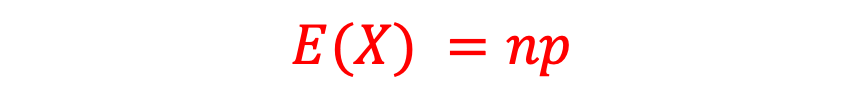 E(X) = np